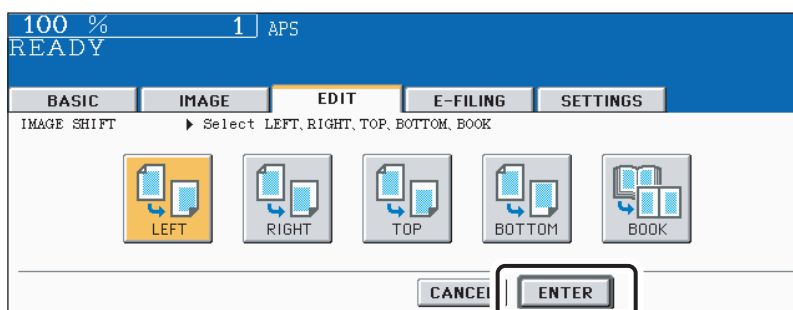 100 % 1 APS
READY
BASIC IMAGE EDIT E-FILING SETTINGS
IMAGE SHIFT ▶ Select LEFT, RIGHT, TOP, BOTTOM, BOOK
LEFT RIGHT TOP BOTTOM BOOK
CANCEL ENTER